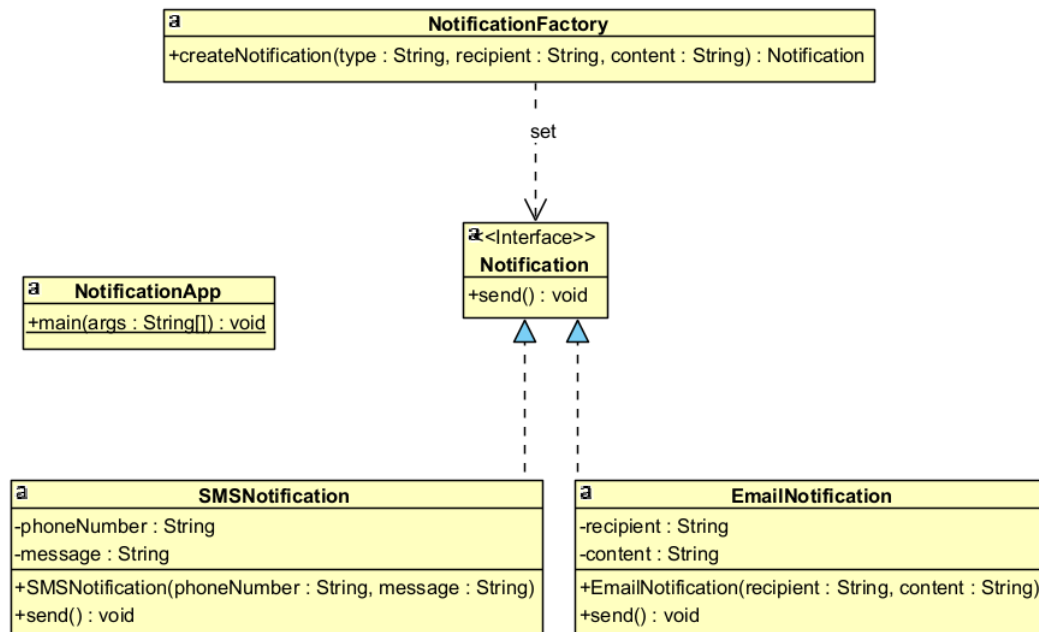 a
NotificationFactory
+createNotification(type : String, recipient : String, content : String) : Notification
set
a
<<Interface>>
Notification
+send() : void
a
NotificationApp
+main(args : String[]) : void
a
SMSNotification
-phoneNumber : String
-message : String
+SMSNotification(phoneNumber : String, message : String)
+send() : void
a
EmailNotification
-recipient : String
-content : String
+EmailNotification(recipient : String, content : String)
+send() : void